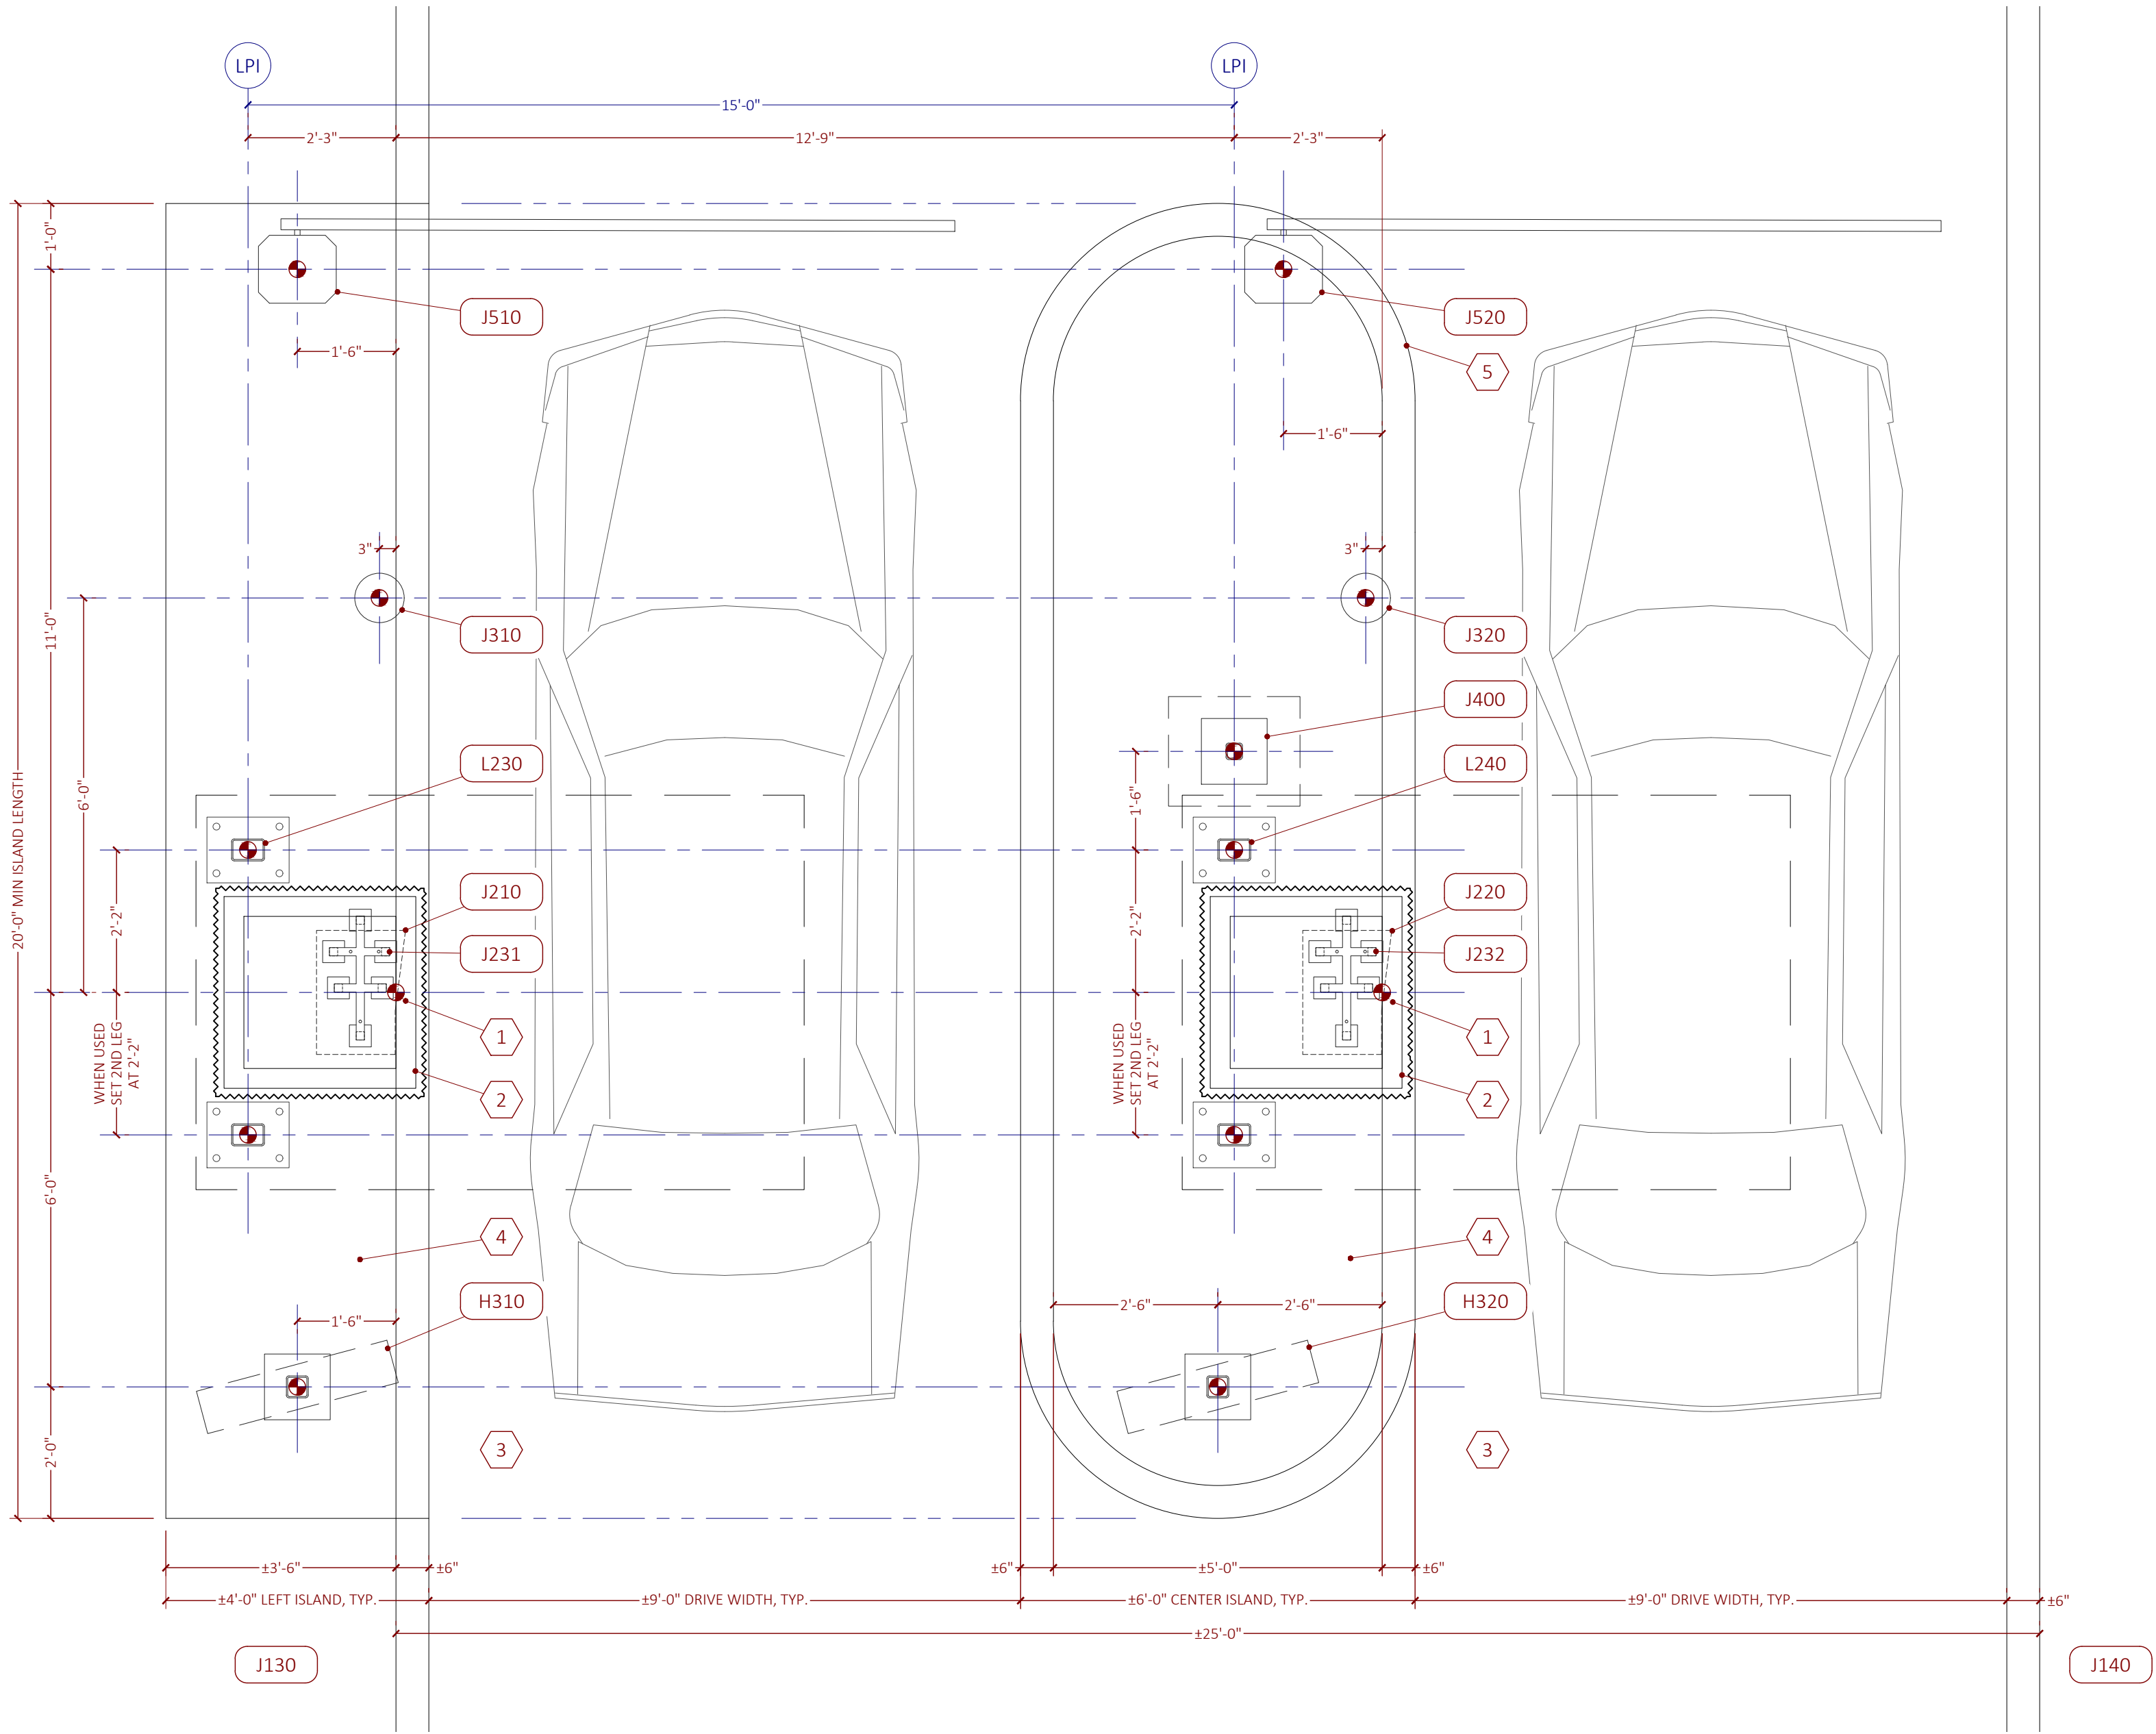 LPI
LPI
15'-0"
2'-3"
12'-9"
2'-3"
1'-0"
J510
J520
1'-6"
5
1'-6"
3"
3"
11'-0"
J310
J320
J400
L230
L240
6'-0"
1'-6"
20'-0" MIN ISLAND LENGTH
J210
J220
2'-2"
2'-2"
J231
J232
1
1
WHEN USED
SET 2ND LEG
AT 2'-2"
WHEN USED
SET 2ND LEG
AT 2'-2"
2
2
6'-0"
4
4
H310
2'-6"
2'-6"
H320
1'-6"
2'-0"
3
3
±3'-6"
±6"
±6"
±5'-0"
±6"
±4'-0" LEFT ISLAND, TYP.
±9'-0" DRIVE WIDTH, TYP.
±6'-0" CENTER ISLAND, TYP.
±9'-0" DRIVE WIDTH, TYP.
±6"
±25'-0"
J130
J140